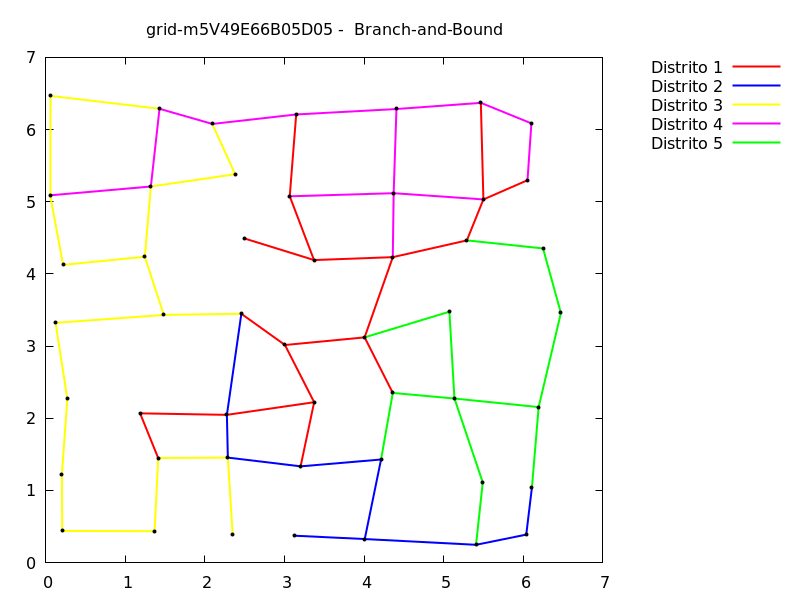 grid-m5V49E66B05D05 -  Branch-and-Bound
Distrito 1
Distrito 2
Distrito 3
Distrito 4
Distrito 5
7
6
5
4
3
2
1
0
0 1 2 3 4 5 6 7